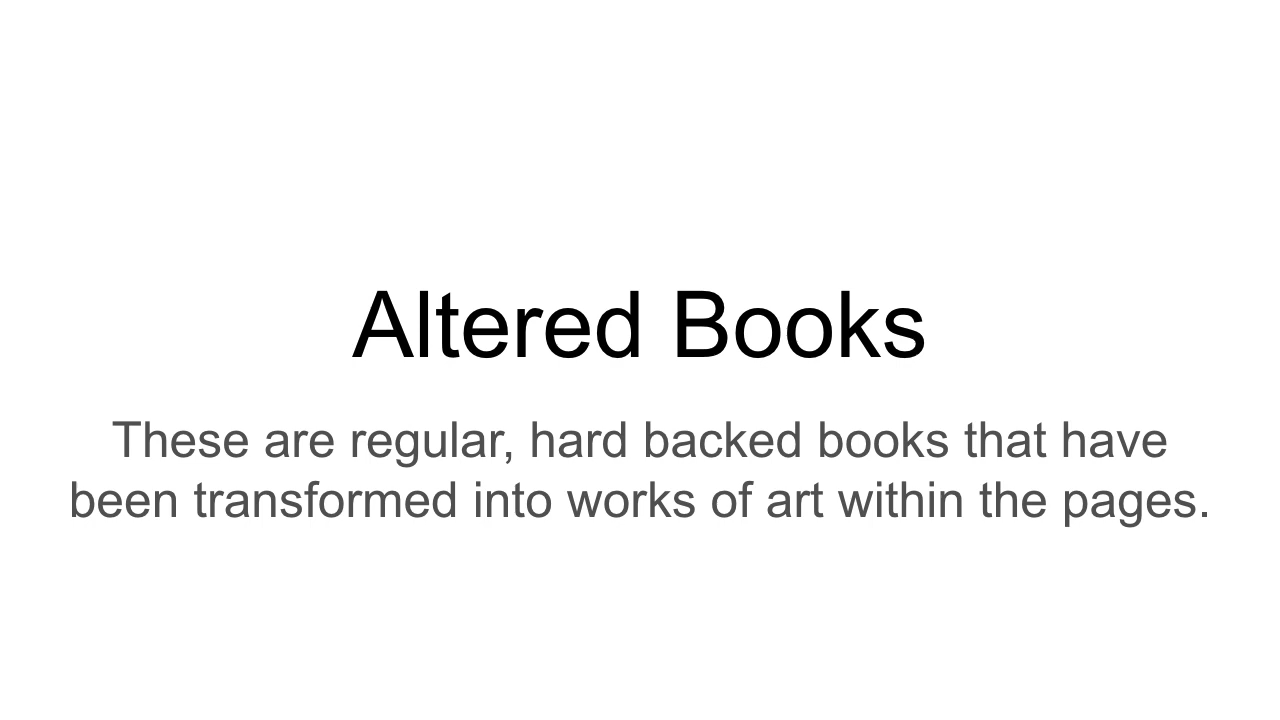 Altered Books
These are regular, hard backed books that have
been transformed into works of art within the pages.